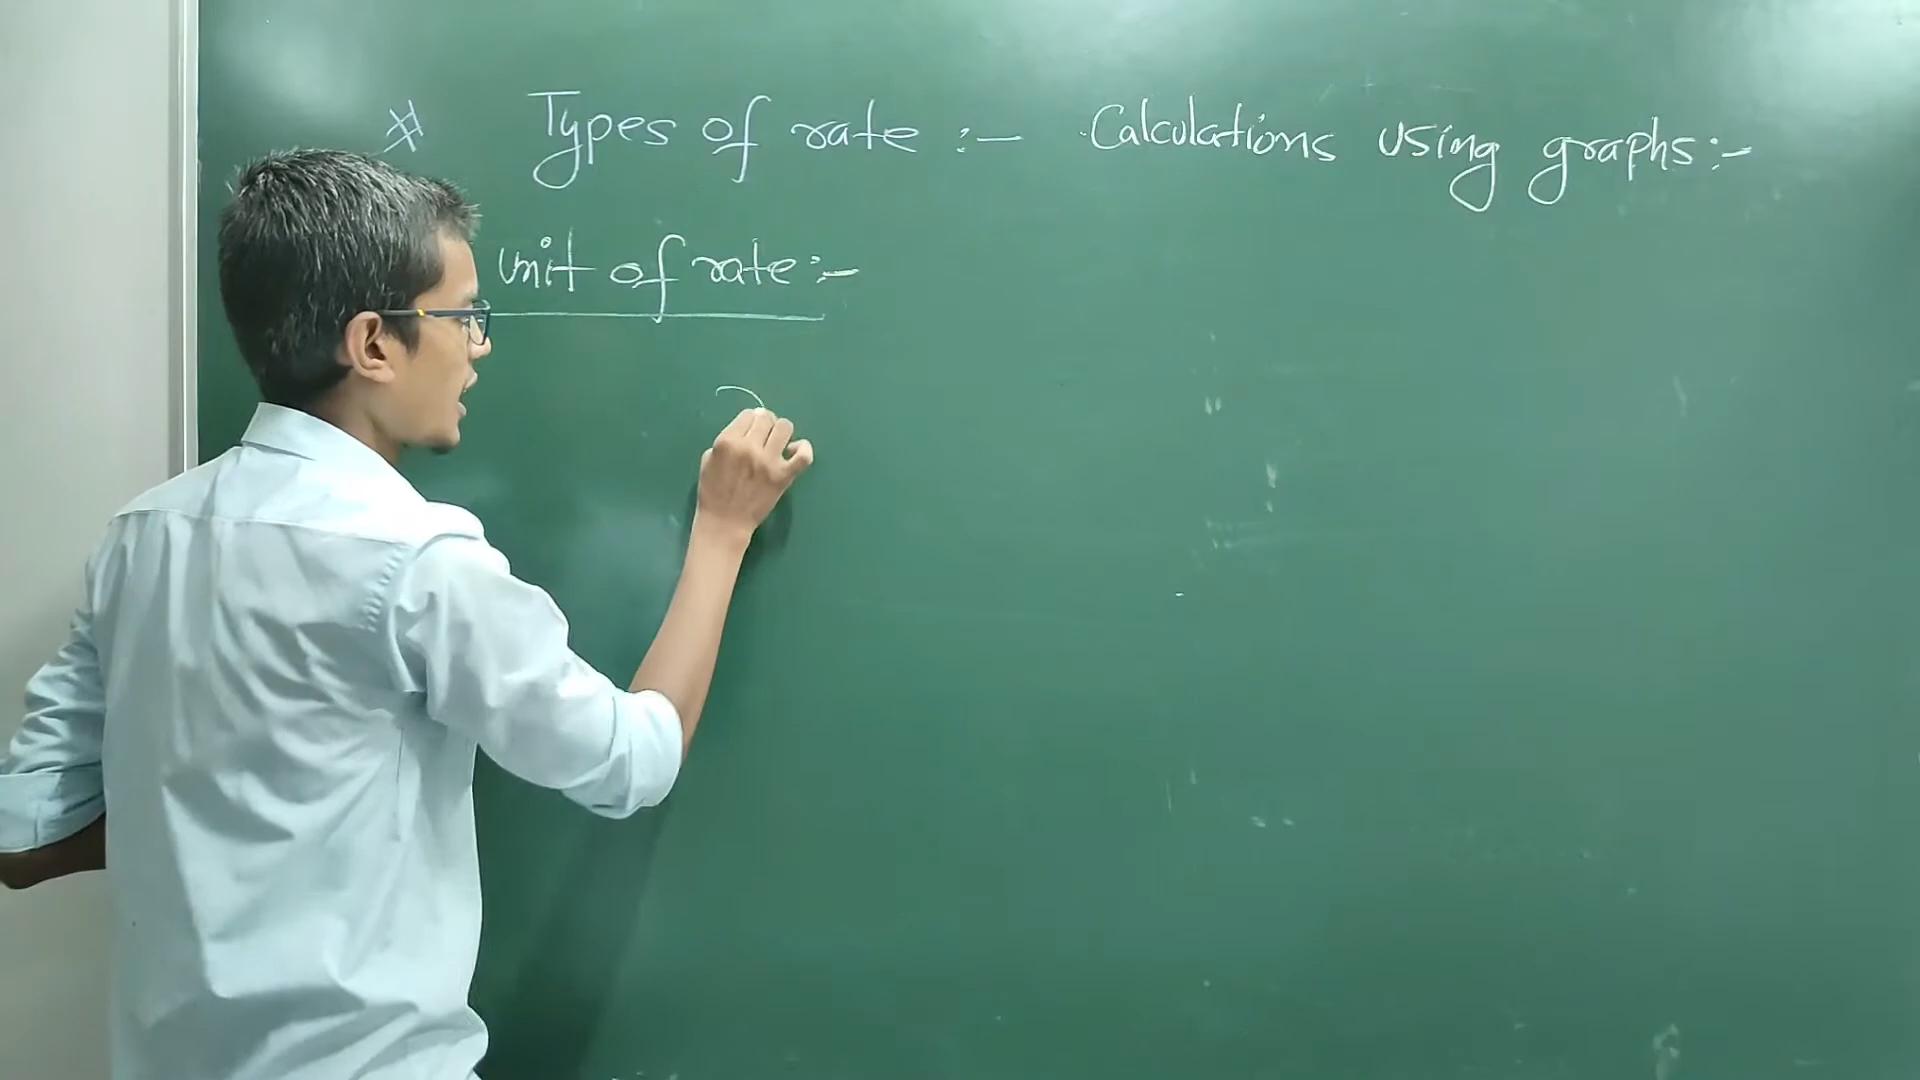 # Types of rate :- Calculations using graphs :-
unit of rate :-